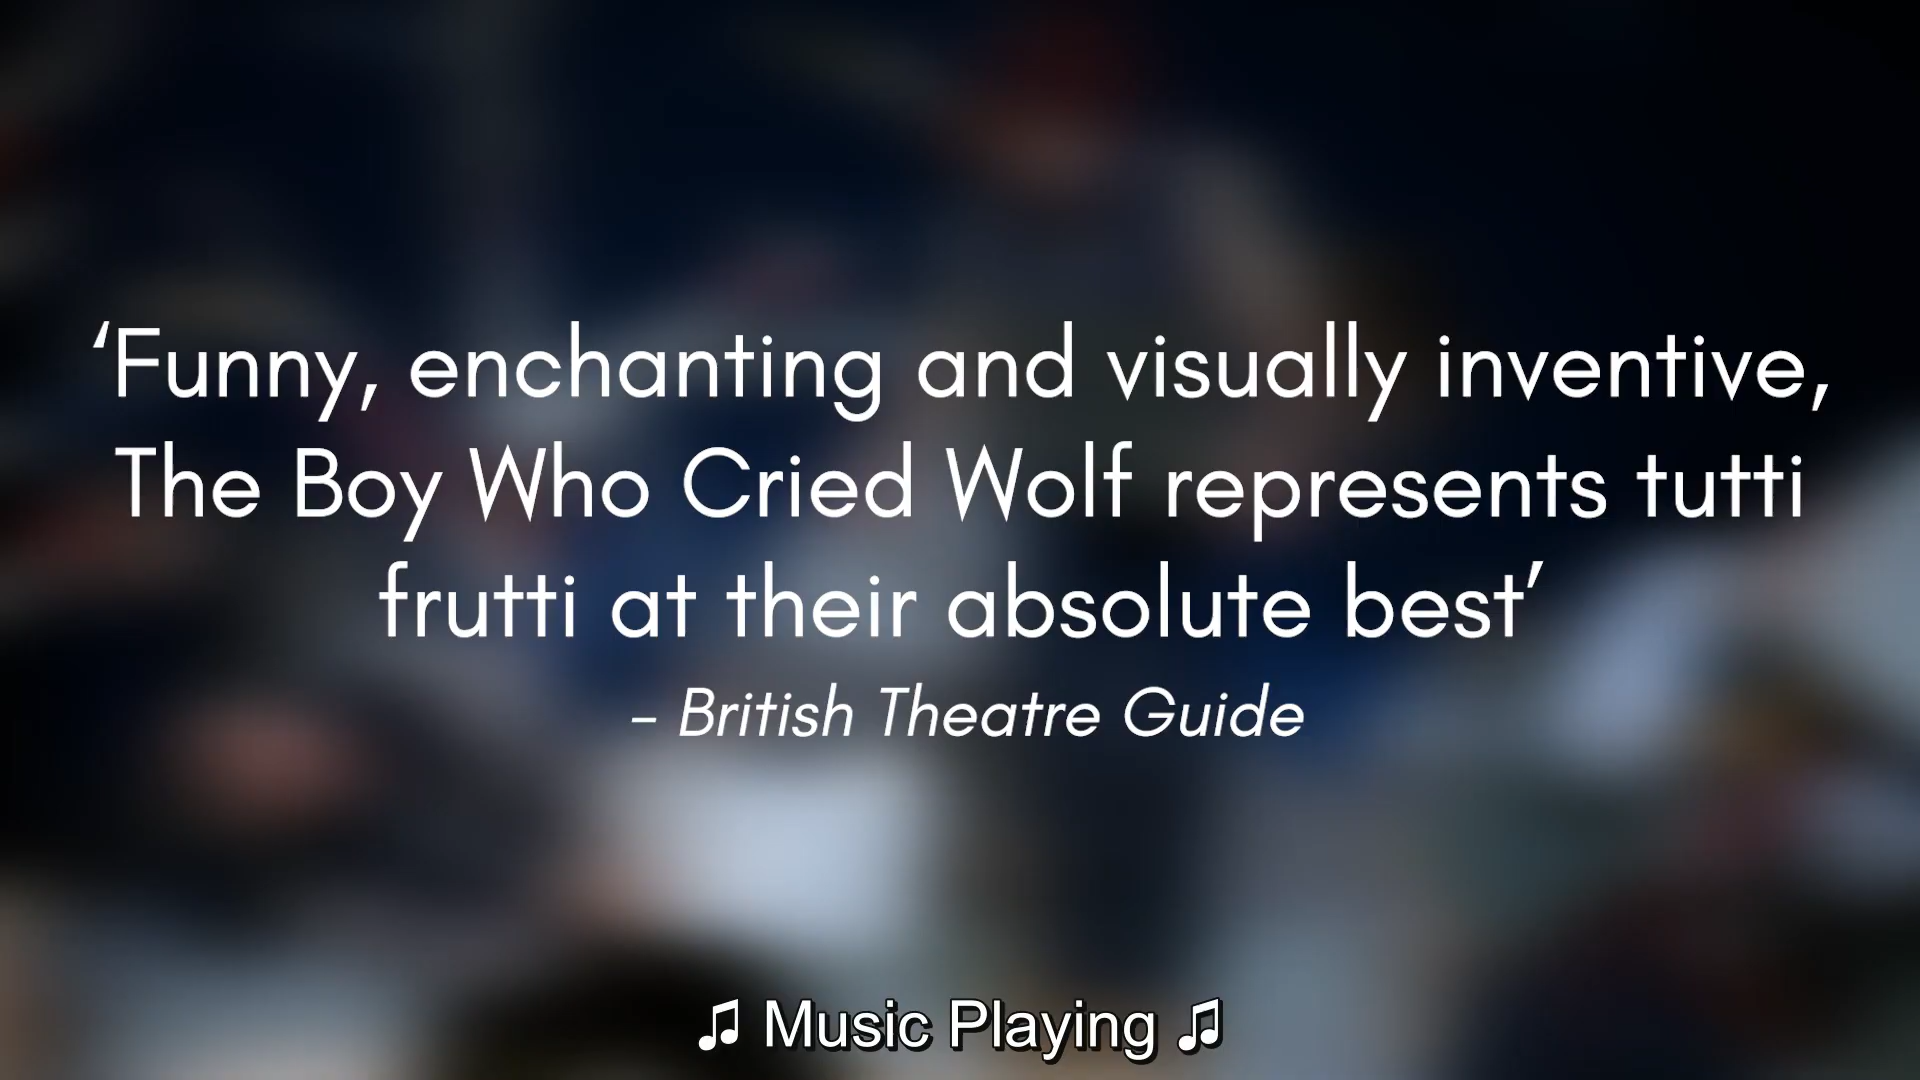 ‘Funny, enchanting and visually inventive,
The Boy Who Cried Wolf represents tutti
frutti at their absolute best’
– British Theatre Guide
♫ Music Playing ♫